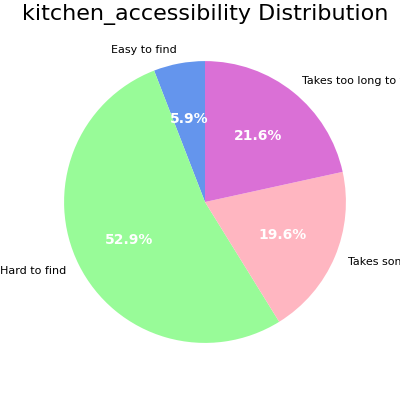 kitchen_accessibility Distribution
Easy to find
Takes too long to
5.9%
21.6%
52.9%
19.6%
Takes
Hard to find